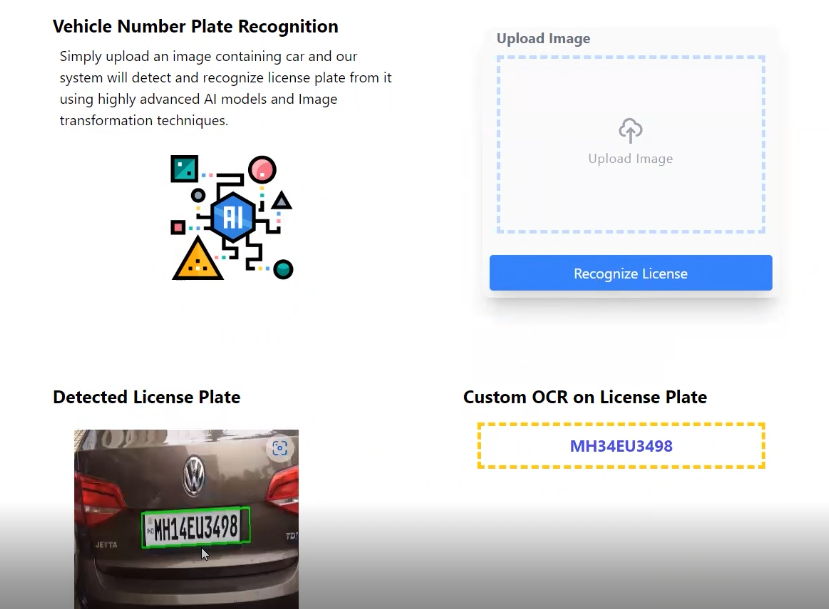 Vehicle Number Plate Recognition
Simply upload an image containing car and our
system will detect and recognize license plate from it
using highly advanced AI models and Image
transformation techniques.
AI
Upload Image
Upload Image
Recognize License
Detected License Plate
MH14EU3498
JETTA
Custom OCR on License Plate
MH34EU3498